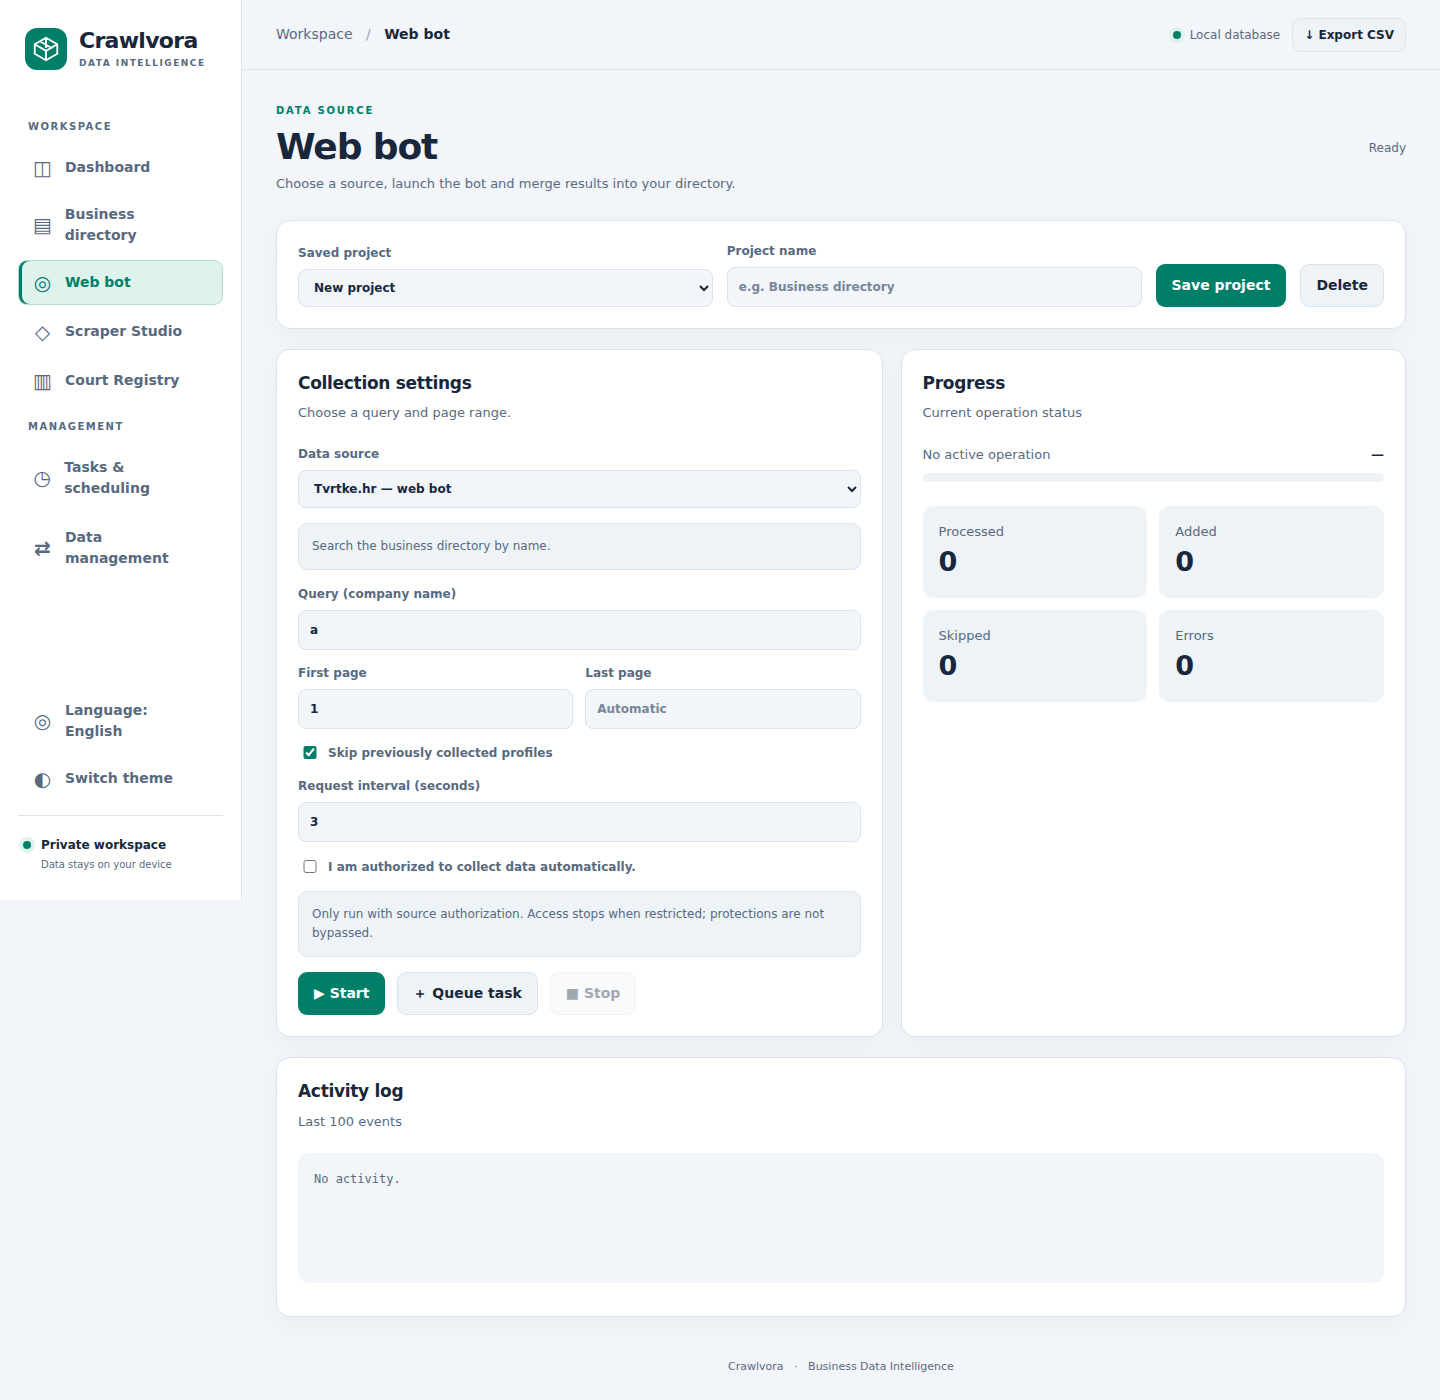 Crawlvora
DATA INTELLIGENCE
WORKSPACE
Dashboard
Business
directory
Web bot
Scraper Studio
Court Registry
MANAGEMENT
Tasks &
scheduling
Data
management
Language:
English
Switch theme
Private workspace
Data stays on your device
Workspace / Web bot
Local database
↓ Export CSV
DATA SOURCE
Web bot
Ready
Choose a source, launch the bot and merge results into your directory.
Saved project
New project
Project name
e.g. Business directory
Save project
Delete
Collection settings
Choose a query and page range.
Data source
Tvrtke.hr — web bot
Search the business directory by name.
Query (company name)
a
First page
Last page
1
Automatic
Skip previously collected profiles
Request interval (seconds)
3
I am authorized to collect data automatically.
Only run with source authorization. Access stops when restricted; protections are not
bypassed.
▶ Start
+ Queue task
■ Stop
Progress
Current operation status
No active operation —
Processed
0
Added
0
Skipped
0
Errors
0
Activity log
Last 100 events
No activity.
Crawlvora · Business Data Intelligence